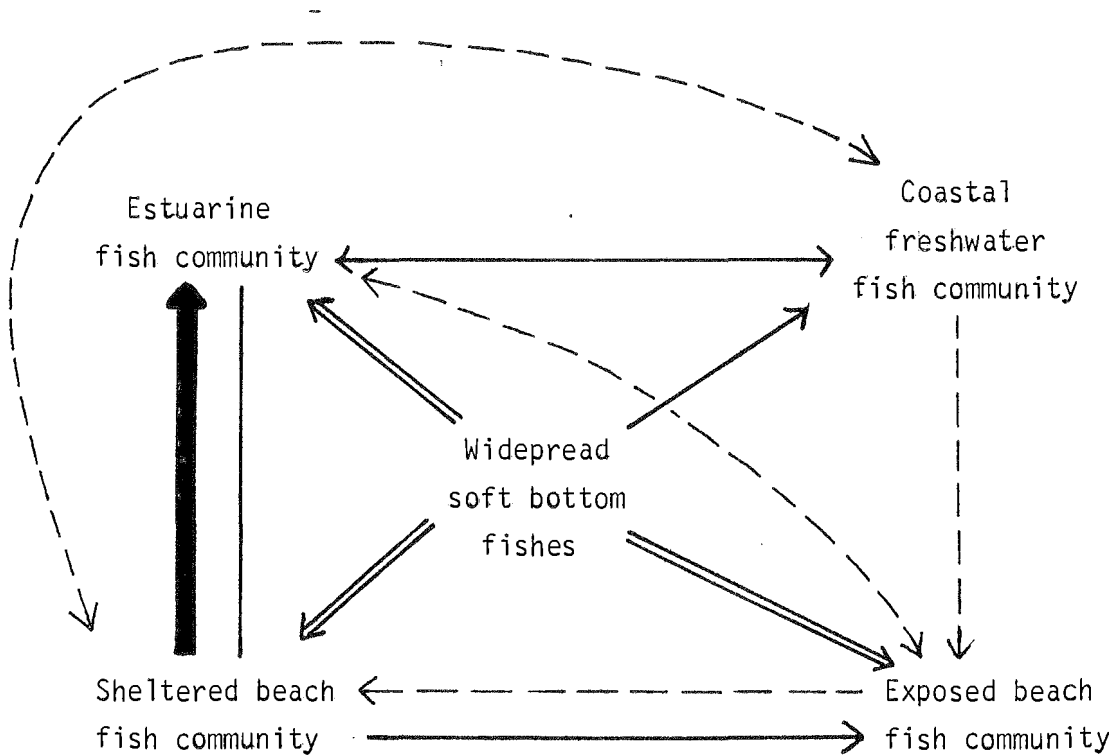 Estuarine
fish community
Coastal
freshwater
fish community
Widepread
soft bottom
fishes
Sheltered beach
fish community
Exposed beach
fish community